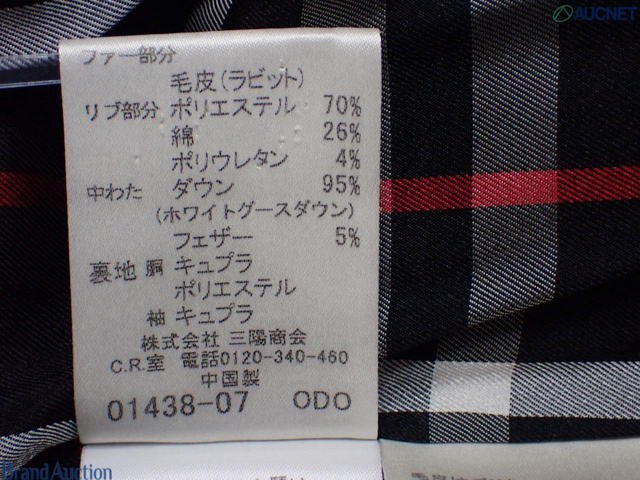 AUCNET
ファー部分
毛皮(ラビット)
リブ部分 ポリエステル 70%
綿 26%
ポリウレタン 4%
中わた ダウン 95%
(ホワイトグースダウン)
フェザー 5%
裏地 胴 キュプラ
ポリエステル
袖 キュプラ
株式会社 三陽商会
C.R.室 電話0120-340-460
中国製
01438-07 ODO
Brand Auction